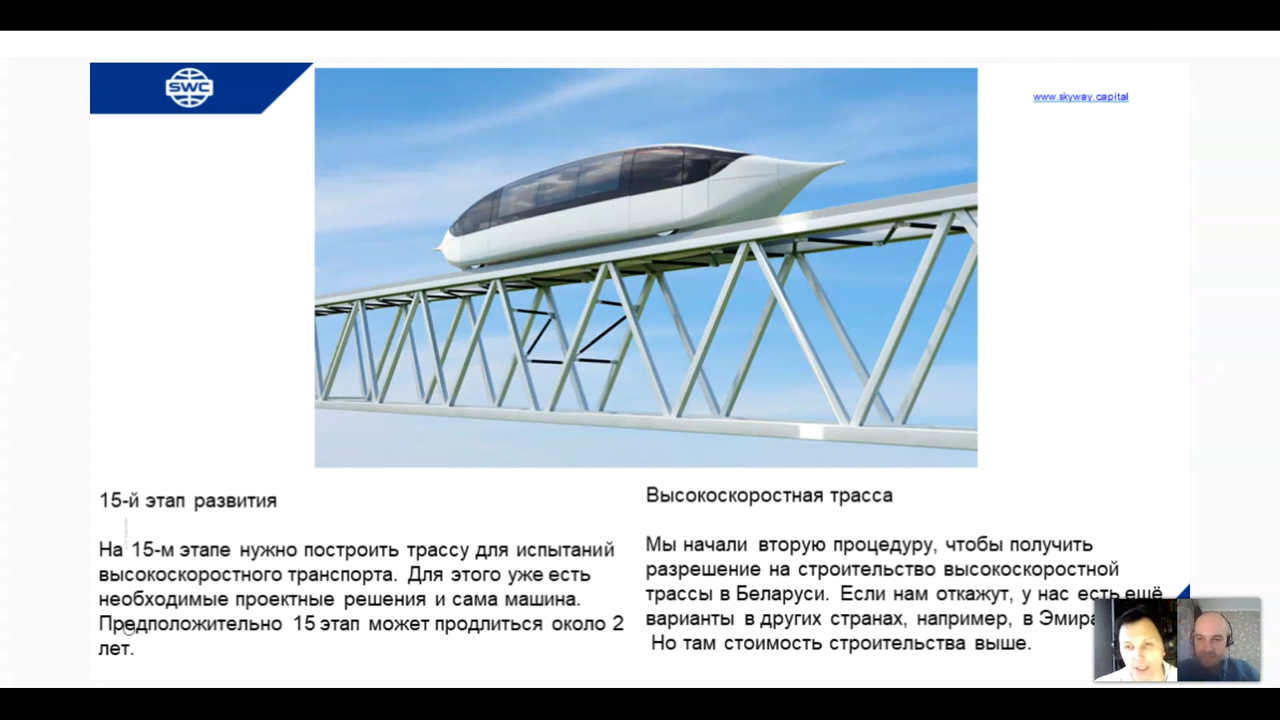 SWC
www.skyway.capital
15-й этап развития
На 15-м этапе нужно построить трассу для испытаний
высокоскоростного транспорта. Для этого уже есть
необходимые проектные решения и сама машина.
Предположительно 15 этап может продлиться около 2
лет.
Высокоскоростная трасса
Мы начали вторую процедуру, чтобы получить
разрешение на строительство высокоскоростной
трассы в Беларуси. Если нам откажут, у нас есть ещё
варианты в других странах, например, в
Но там стоимость строительства выше.